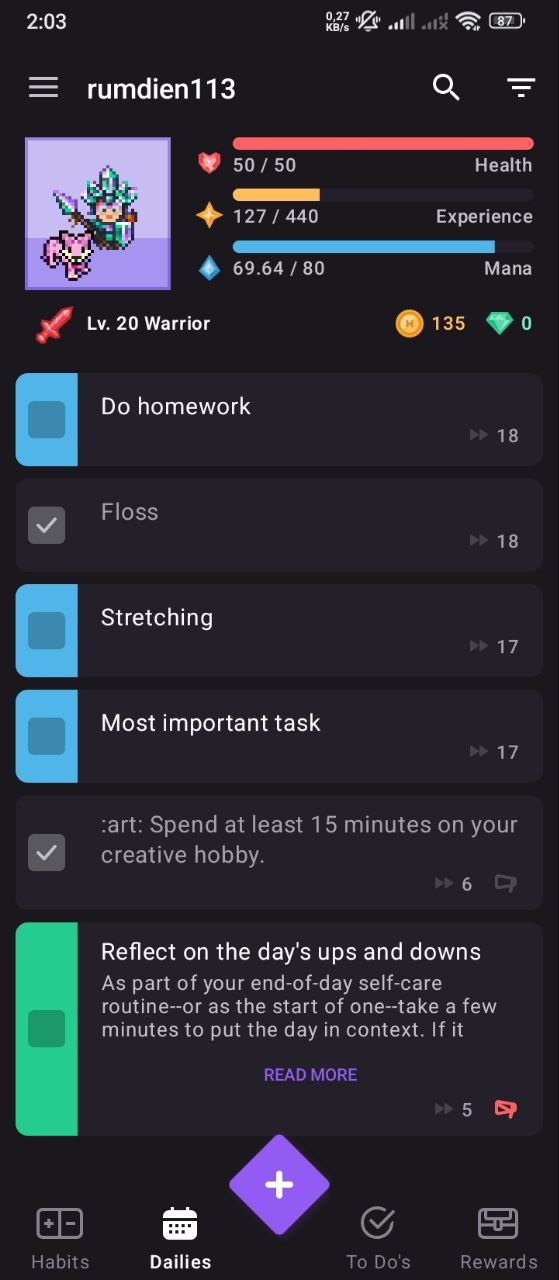 2:03
0,27
KB/s
87
rumdien113
50 / 50 Health
127 / 440 Experience
69.64 / 80 Mana
Lv. 20 Warrior
H
135
0
Do homework
18
Floss
18
Stretching
17
Most important task
17
:art: Spend at least 15 minutes on your
creative hobby.
6
Reflect on the day's ups and downs
As part of your end-of-day self-care
routine--or as the start of one--take a few
minutes to put the day in context. If it
READ MORE
5
Habits
Dailies
To Do's
Rewards